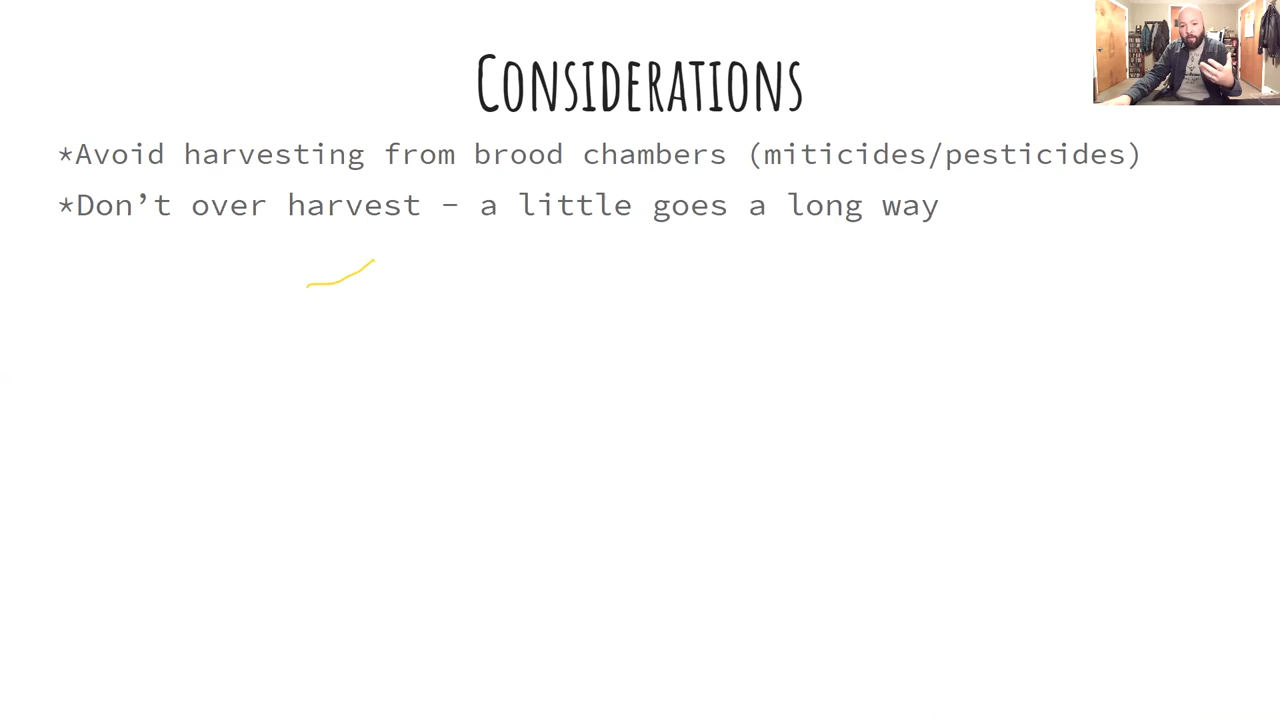 Considerations
*Avoid harvesting from brood chambers (miticides/pesticides)
*Don’t over harvest – a little goes a long way